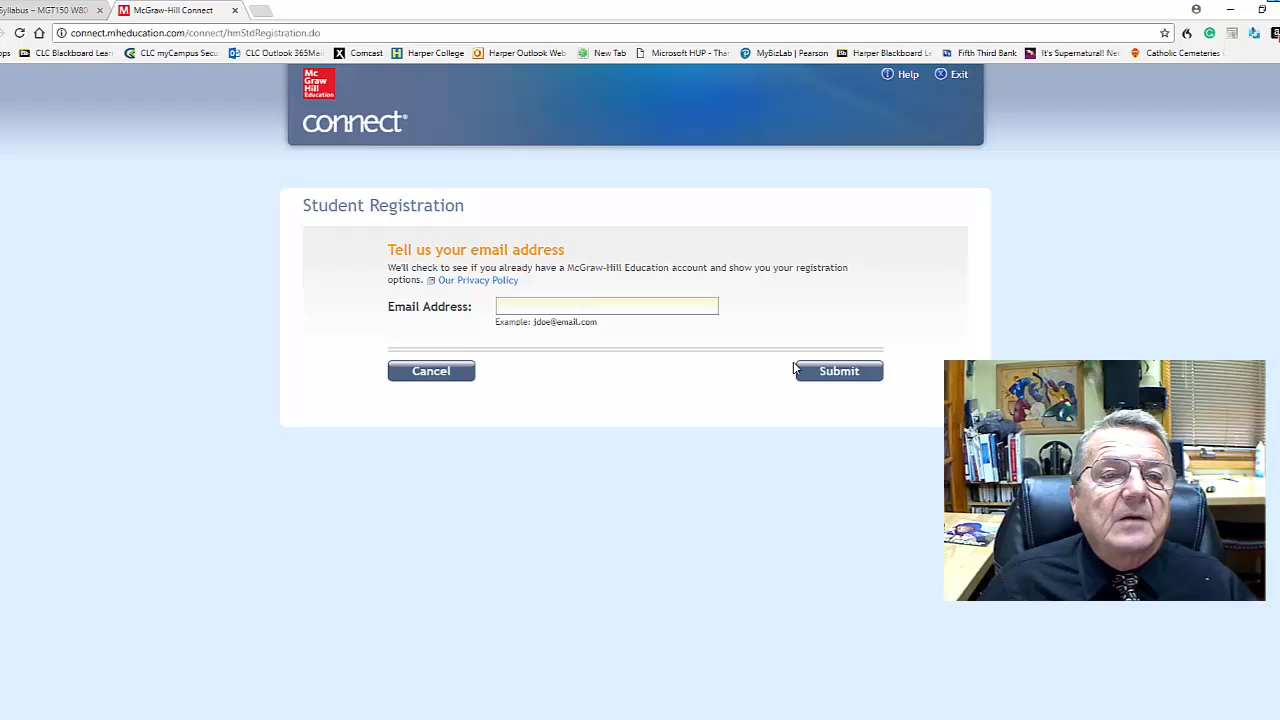 Syllabus – MGT150 W80
McGraw-Hill Connect
connect.mheducation.com/connect/hmStdRegistration.do
CLC Blackboard Learn
CLC myCampus Secu
CLC Outlook 365Mail
Comcast
Harper College
Harper Outlook Web
New Tab
Microsoft HUP - Tha
MyBizLab | Pearson
Harper Blackboard Le
Fifth Third Bank
It's Supernatural! Ne
Catholic Cemeteries
Mc
Graw
Hill
Education
connect®
Help
Exit
Student Registration
Tell us your email address
We'll check to see if you already have a McGraw-Hill Education account and show you your registration
options. Our Privacy Policy
Email Address:
Example: jdoe@email.com
Cancel
Submit